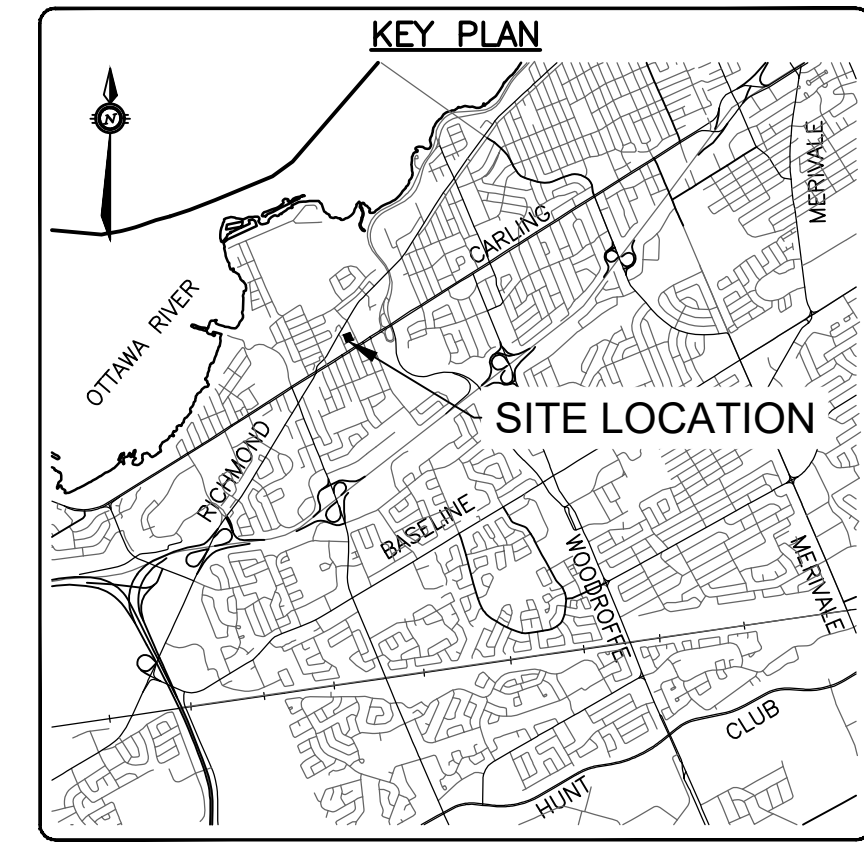 KEY PLAN
N
MERIVALE
CARLING
OTTAWA RIVER
SITE LOCATION
RICHMOND
BASELINE
WOODROFFE
MERIVALE
HUNT CLUB